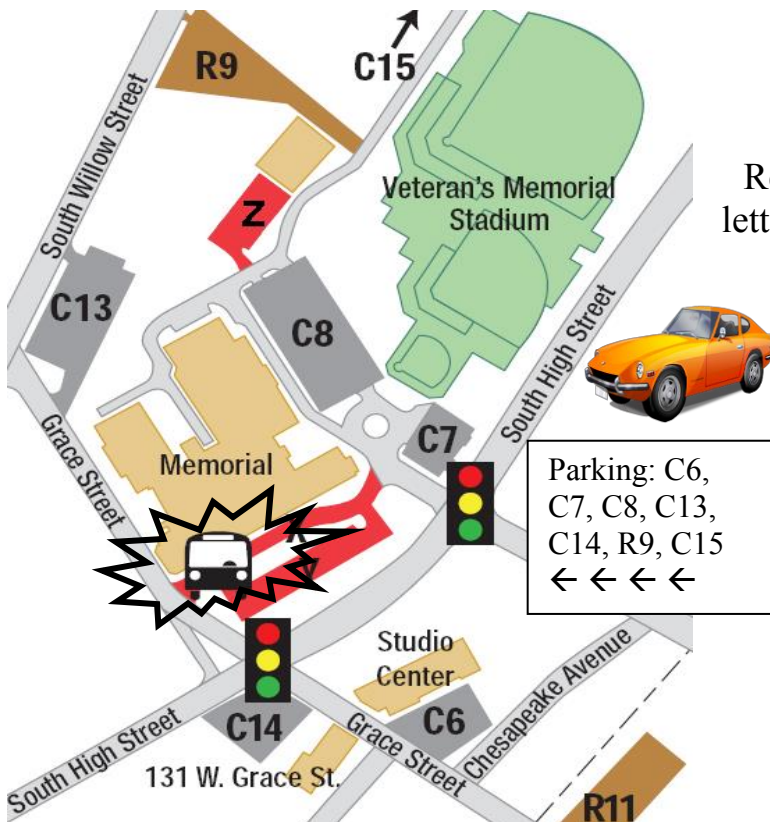 R9
C15
South Willow Street
Z
Veteran's Memorial
Stadium
C13
C8
South High Street
C7
Grace Street
Memorial
Parking: C6,
C7, C8, C13,
C14, R9, C15
← ← ← ←
Studio
Center
Chesapeake Avenue
C14
C6
Grace Street
South High Street
131 W. Grace St.
R11